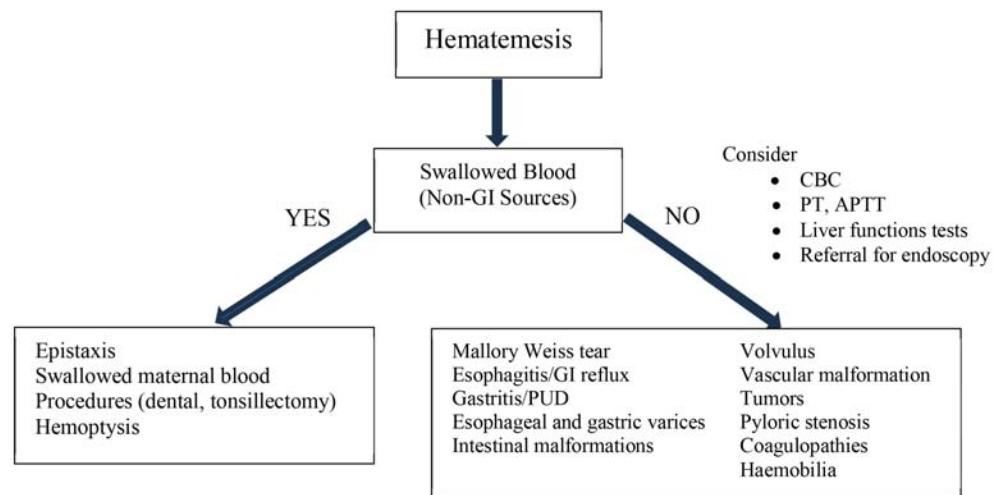 Hematemesis
Swallowed Blood
(Non-GI Sources)
YES
NO
Consider
• CBC
• PT, APTT
• Liver functions tests
• Referral for endoscopy
Epistaxis
Swallowed maternal blood
Procedures (dental, tonsillectomy)
Hemoptysis
Mallory Weiss tear
Esophagitis/GI reflux
Gastritis/PUD
Esophageal and gastric varices
Intestinal malformations
Volvulus
Vascular malformation
Tumors
Pyloric stenosis
Coagulopathies
Haemobilia